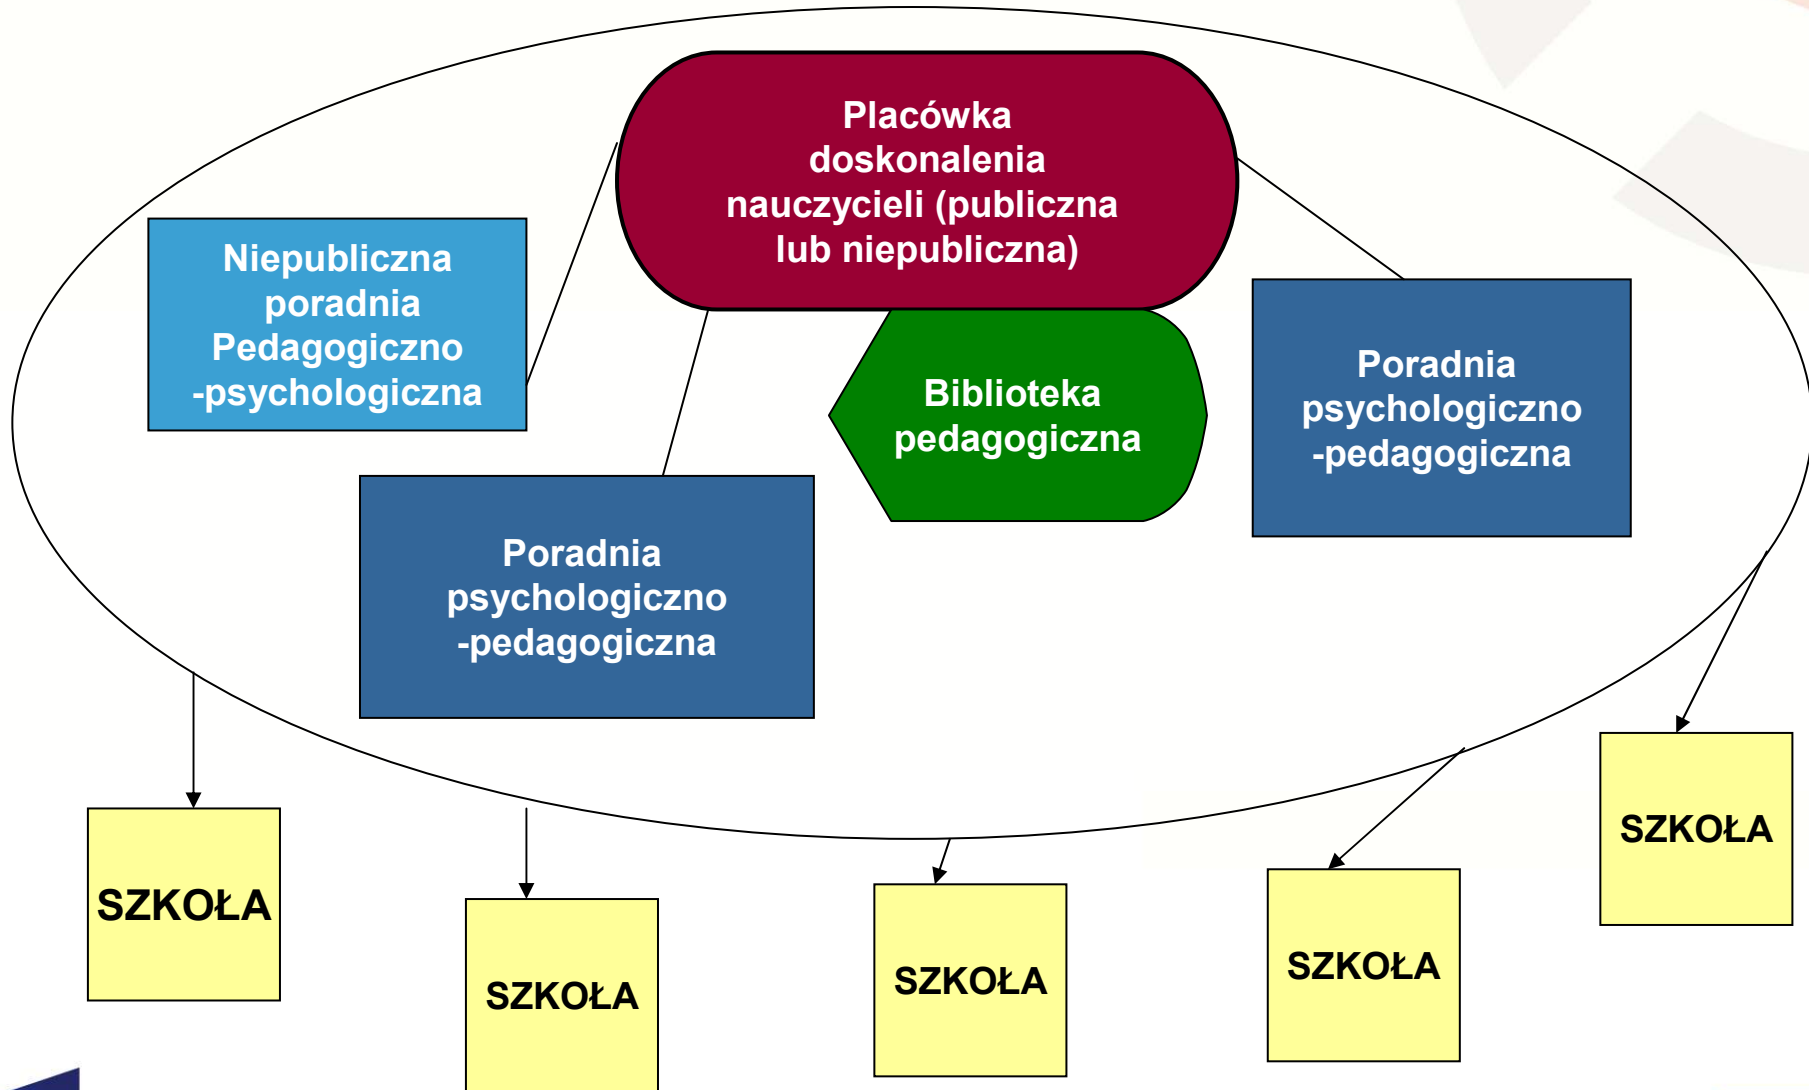 Placówka
doskonalenia
nauczycieli (publiczna
lub niepubliczna)
Niepubliczna
poradnia
Pedagogiczno
-psychologiczna
Biblioteka
pedagogiczna
Poradnia
psychologiczno
-pedagogiczna
Poradnia
psychologiczno
-pedagogiczna
SZKOŁA
SZKOŁA
SZKOŁA
SZKOŁA
SZKOŁA